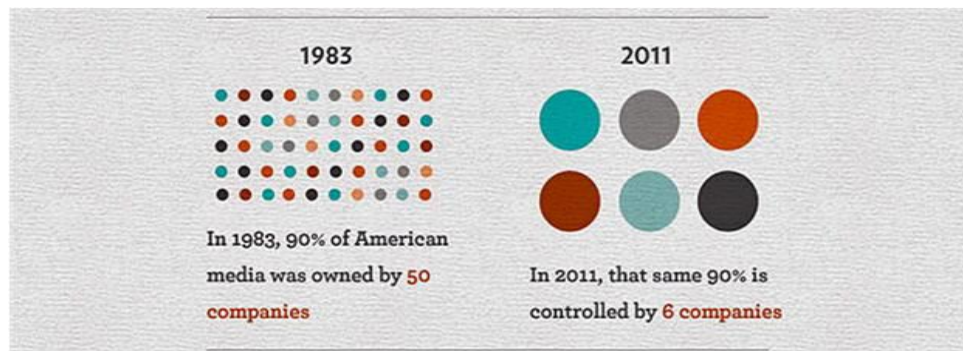 1983
In 1983, 90% of American
media was owned by 50
companies
2011
In 2011, that same 90% is
controlled by 6 companies